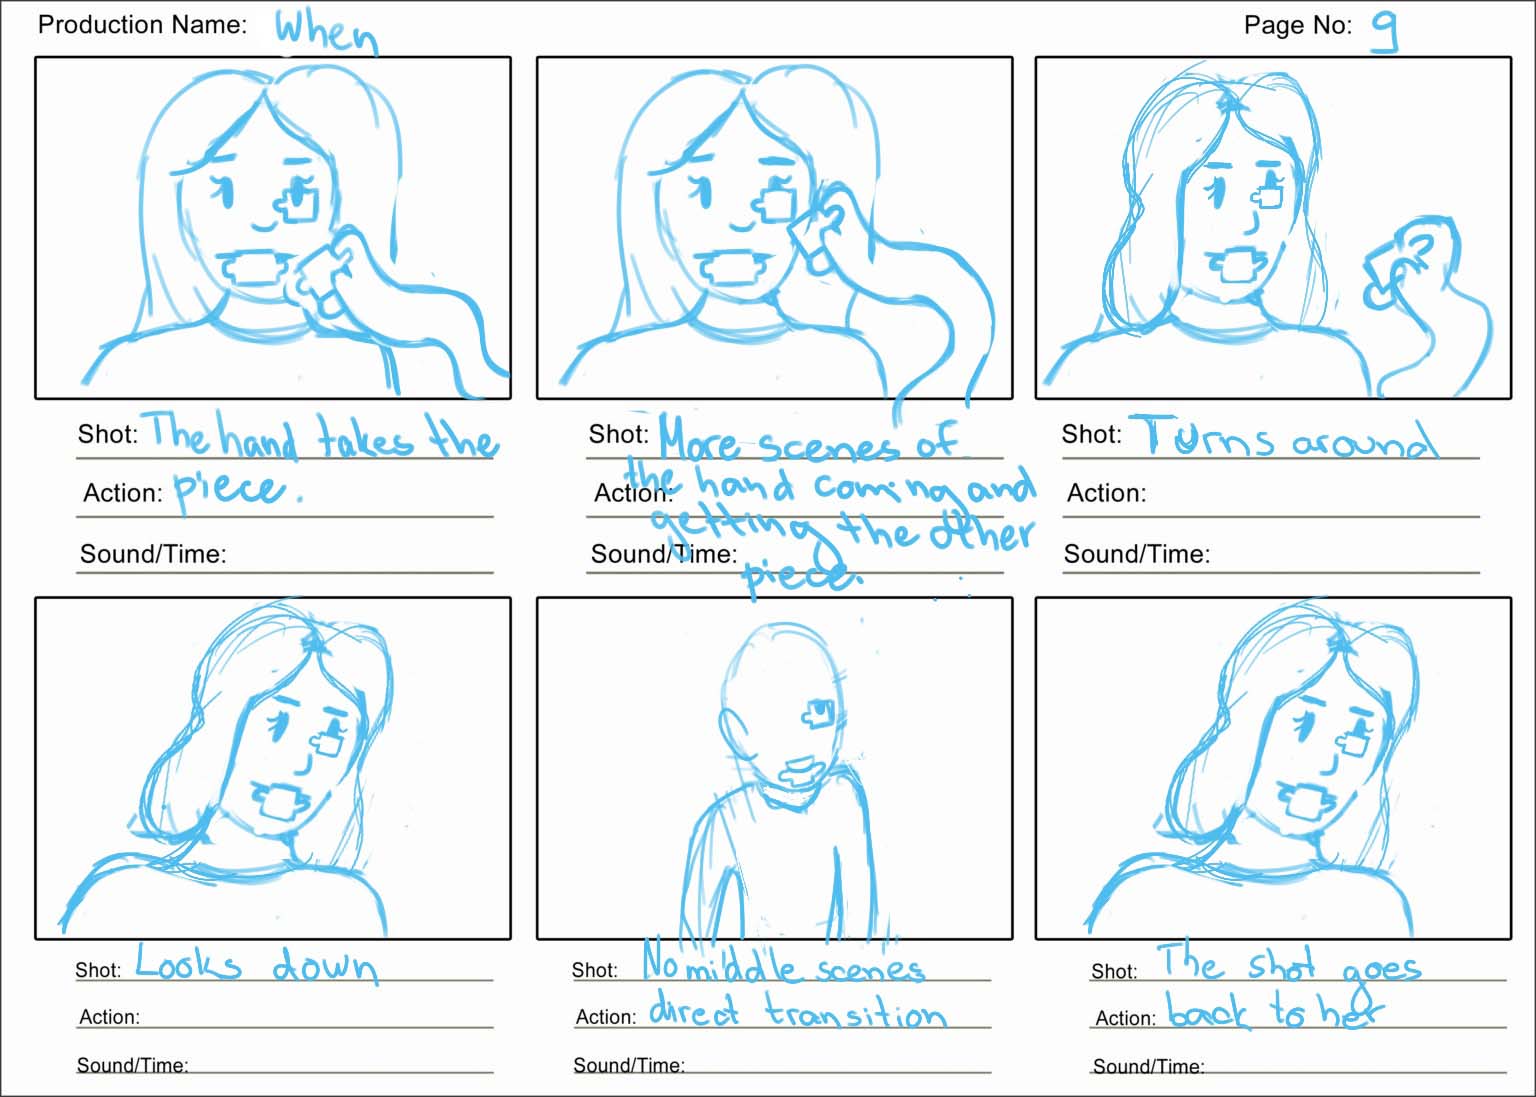 Production Name: When
Page No: 9
Shot: The hand takes the
Action: piece.
Sound/Time:
Shot: More scenes of
Action: the hand coming and
getting the other
Sound/Time: piece.
Shot: Turns around
Action:
Sound/Time:
Shot: Looks down
Action:
Sound/Time:
Shot: No middle scenes
Action: direct transition
Sound/Time:
Shot: The shot goes
Action: back to her
Sound/Time: